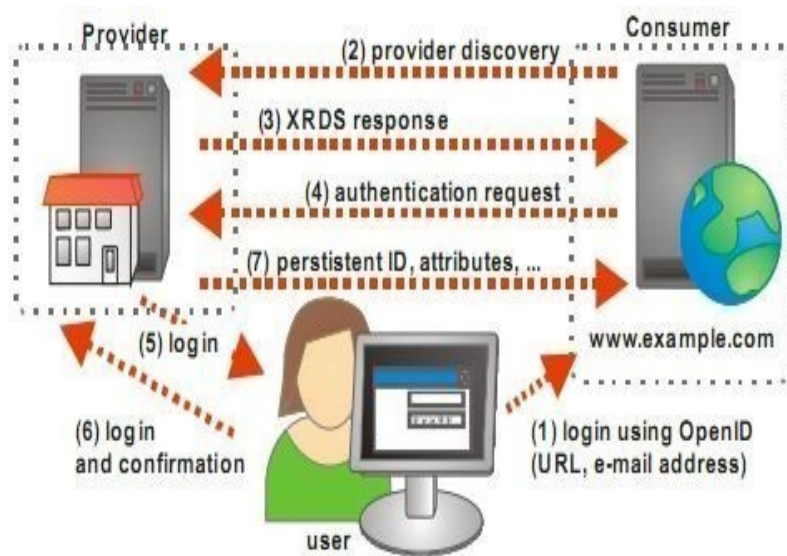 Provider
Consumer
(2) provider discovery
(3) XRDS response
(4) authentication request
(7) perstistent ID, attributes, ...
(5) login
www.example.com
(6) login
and confirmation
(1) login using OpenID
(URL, e-mail address)
user